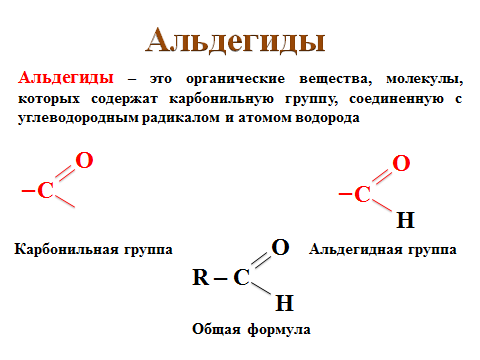 Альдегиды
Альдегиды – это органические вещества, молекулы,
которых содержат карбонильную группу, соединенную с
углеводородным радикалом и атомом водорода
O
– C
O
– C
H
Карбонильная группа
Альдегидная группа
O
R – C
H
Общая формула